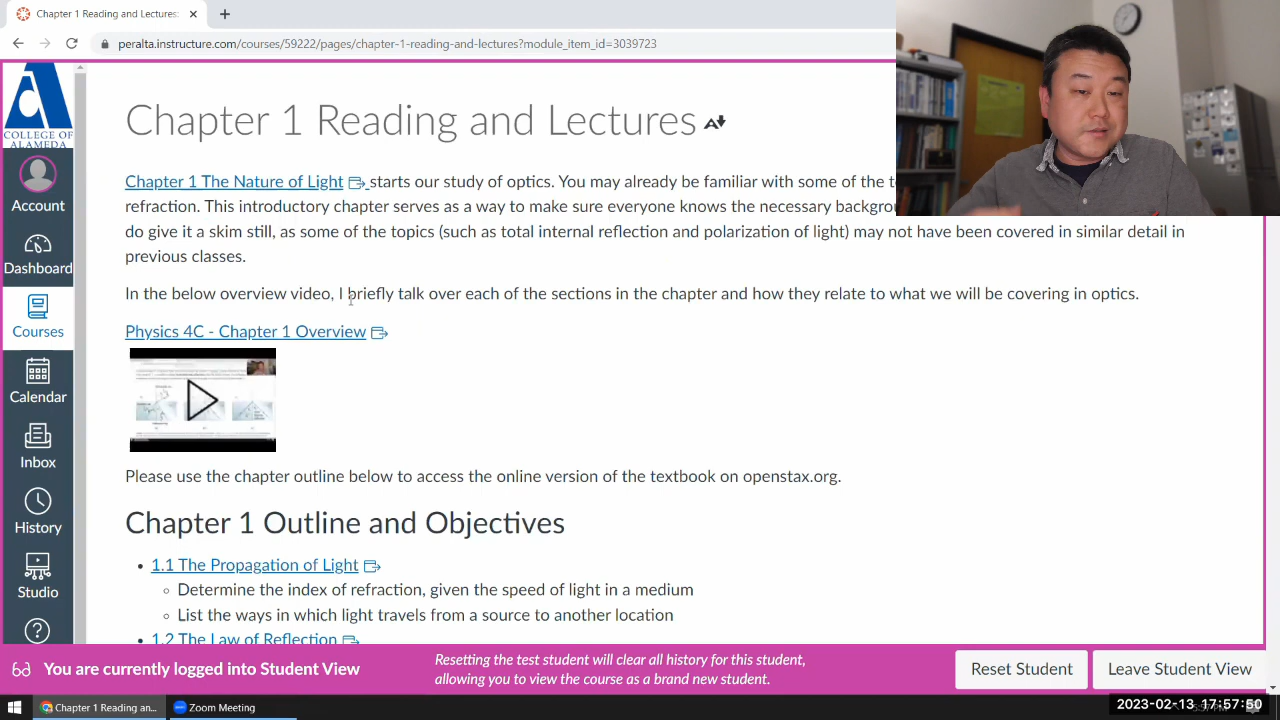 Chapter 1 Reading and Lectures:
peralta.instructure.com/courses/59222/pages/chapter-1-reading-and-lectures?module_item_id=3039723
COLLEGE OF
ALAMEDA
Account
Dashboard
Courses
Calendar
Inbox
History
Studio
Chapter 1 Reading and Lectures
Chapter 1 The Nature of Light starts our study of optics. You may already be familiar with some of the
refraction. This introductory chapter serves as a way to make sure everyone knows the necessary
do give it a skim still, as some of the topics (such as total internal reflection and polarization of light) may not have been covered in similar detail in
previous classes.
In the below overview video, I briefly talk over each of the sections in the chapter and how they relate to what we will be covering in optics.
Physics 4C - Chapter 1 Overview
Please use the chapter outline below to access the online version of the textbook on openstax.org.
Chapter 1 Outline and Objectives
• 1.1 The Propagation of Light
◦ Determine the index of refraction, given the speed of light in a medium
◦ List the ways in which light travels from a source to another location
• 1.2 The Law of Reflection
You are currently logged into Student View
Resetting the test student will clear all history for this student,
allowing you to view the course as a brand new student.
Reset Student
Leave Student View
Chapter 1 Reading an...
Zoom Meeting
2023-02-13 17:57:50